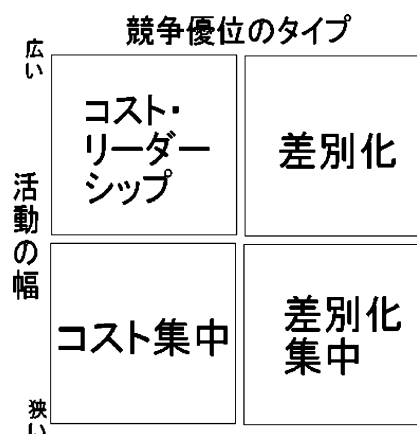 競争優位のタイプ
広い
コスト・
リーダー
シップ
差別化
活動の幅
コスト集中
差別化
集中
狭い